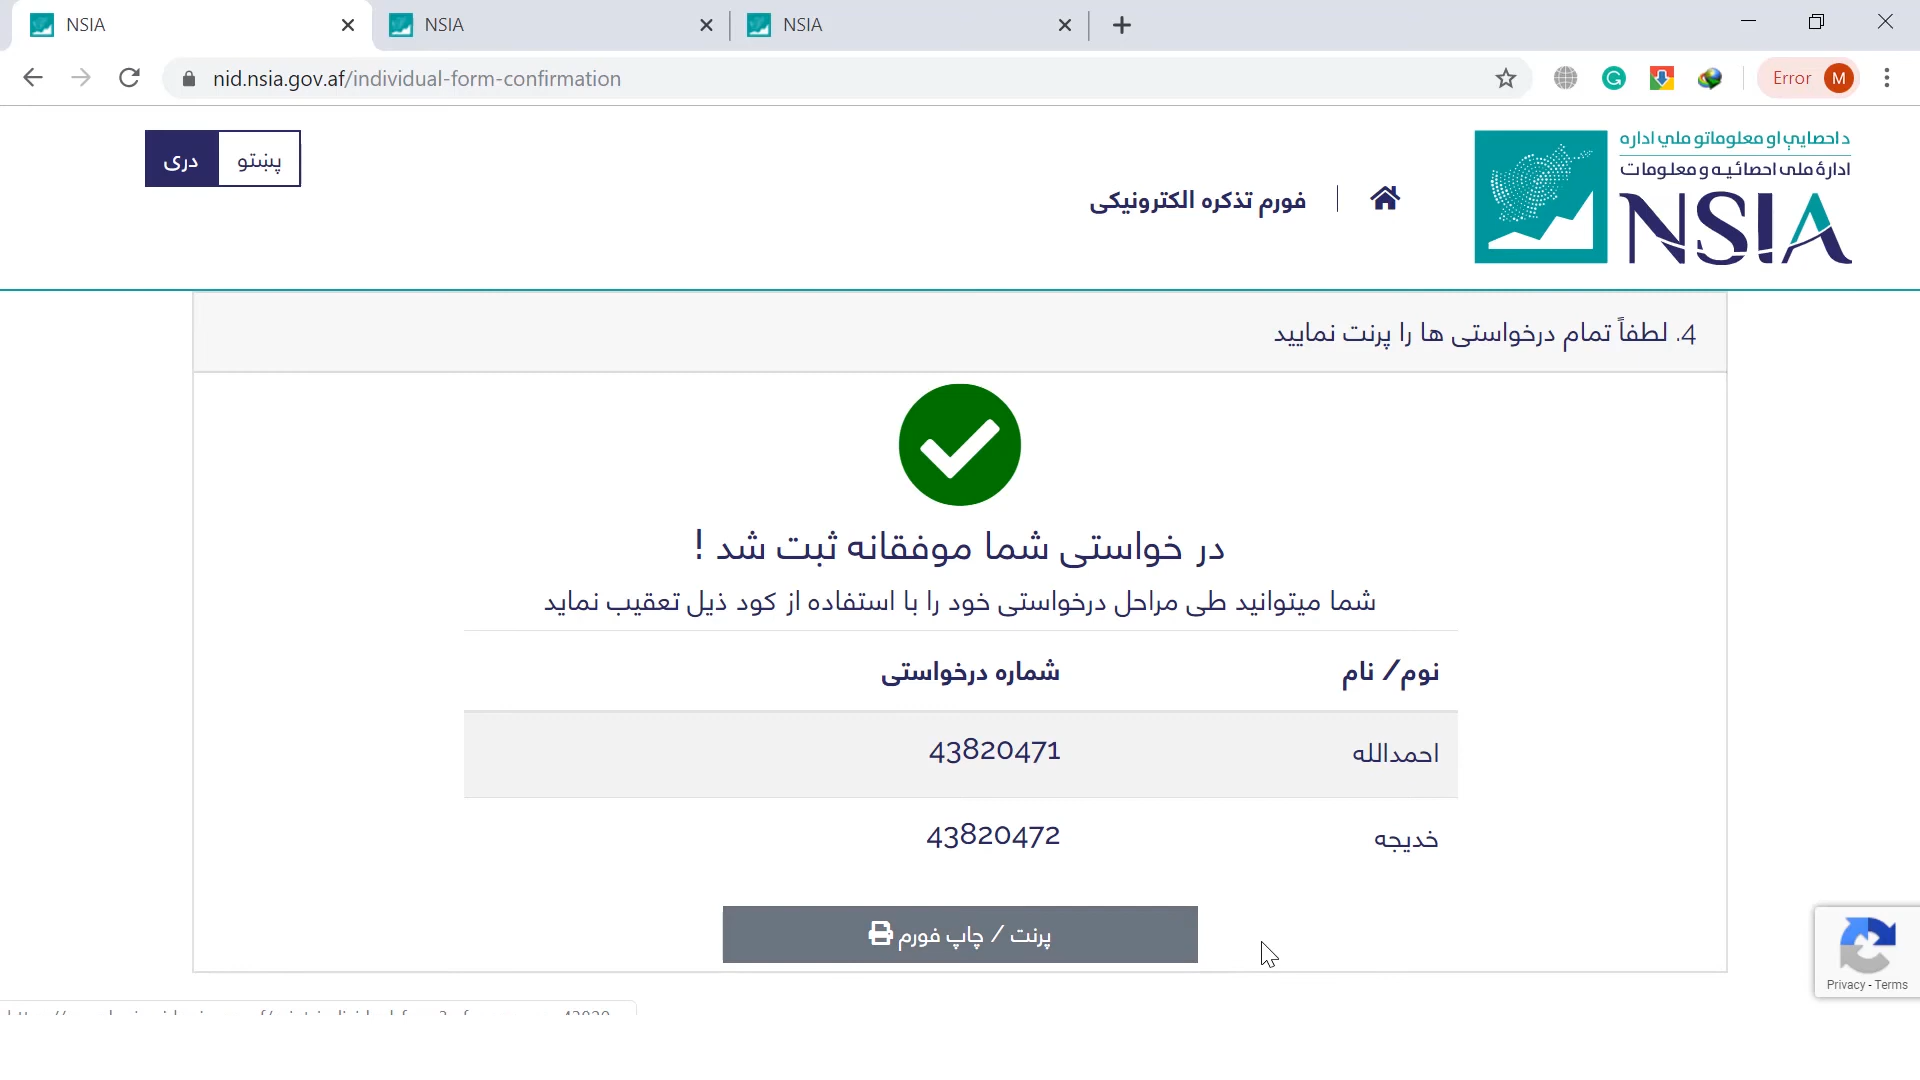 NSIA
NSIA
NSIA
nid.nsia.gov.af/individual-form-confirmation
Error M
دری
پښتو
د احصایې او معلوماتو ملي اداره
ادارهٔ ملی احصائیه و معلومات
NSIA
فورم تذکره الکترونیکی
4. لطفاً تمام درخواستی ها را پرنت نمایید
در خواستی شما موفقانه ثبت شد !
شما میتوانید طی مراحل درخواستی خود را با استفاده از کود ذیل تعقیب نماید
نوم/ نام شماره درخواستی
احمدالله 43820471
خدیجه 43820472
پرنت / چاپ فورم
Privacy - Terms